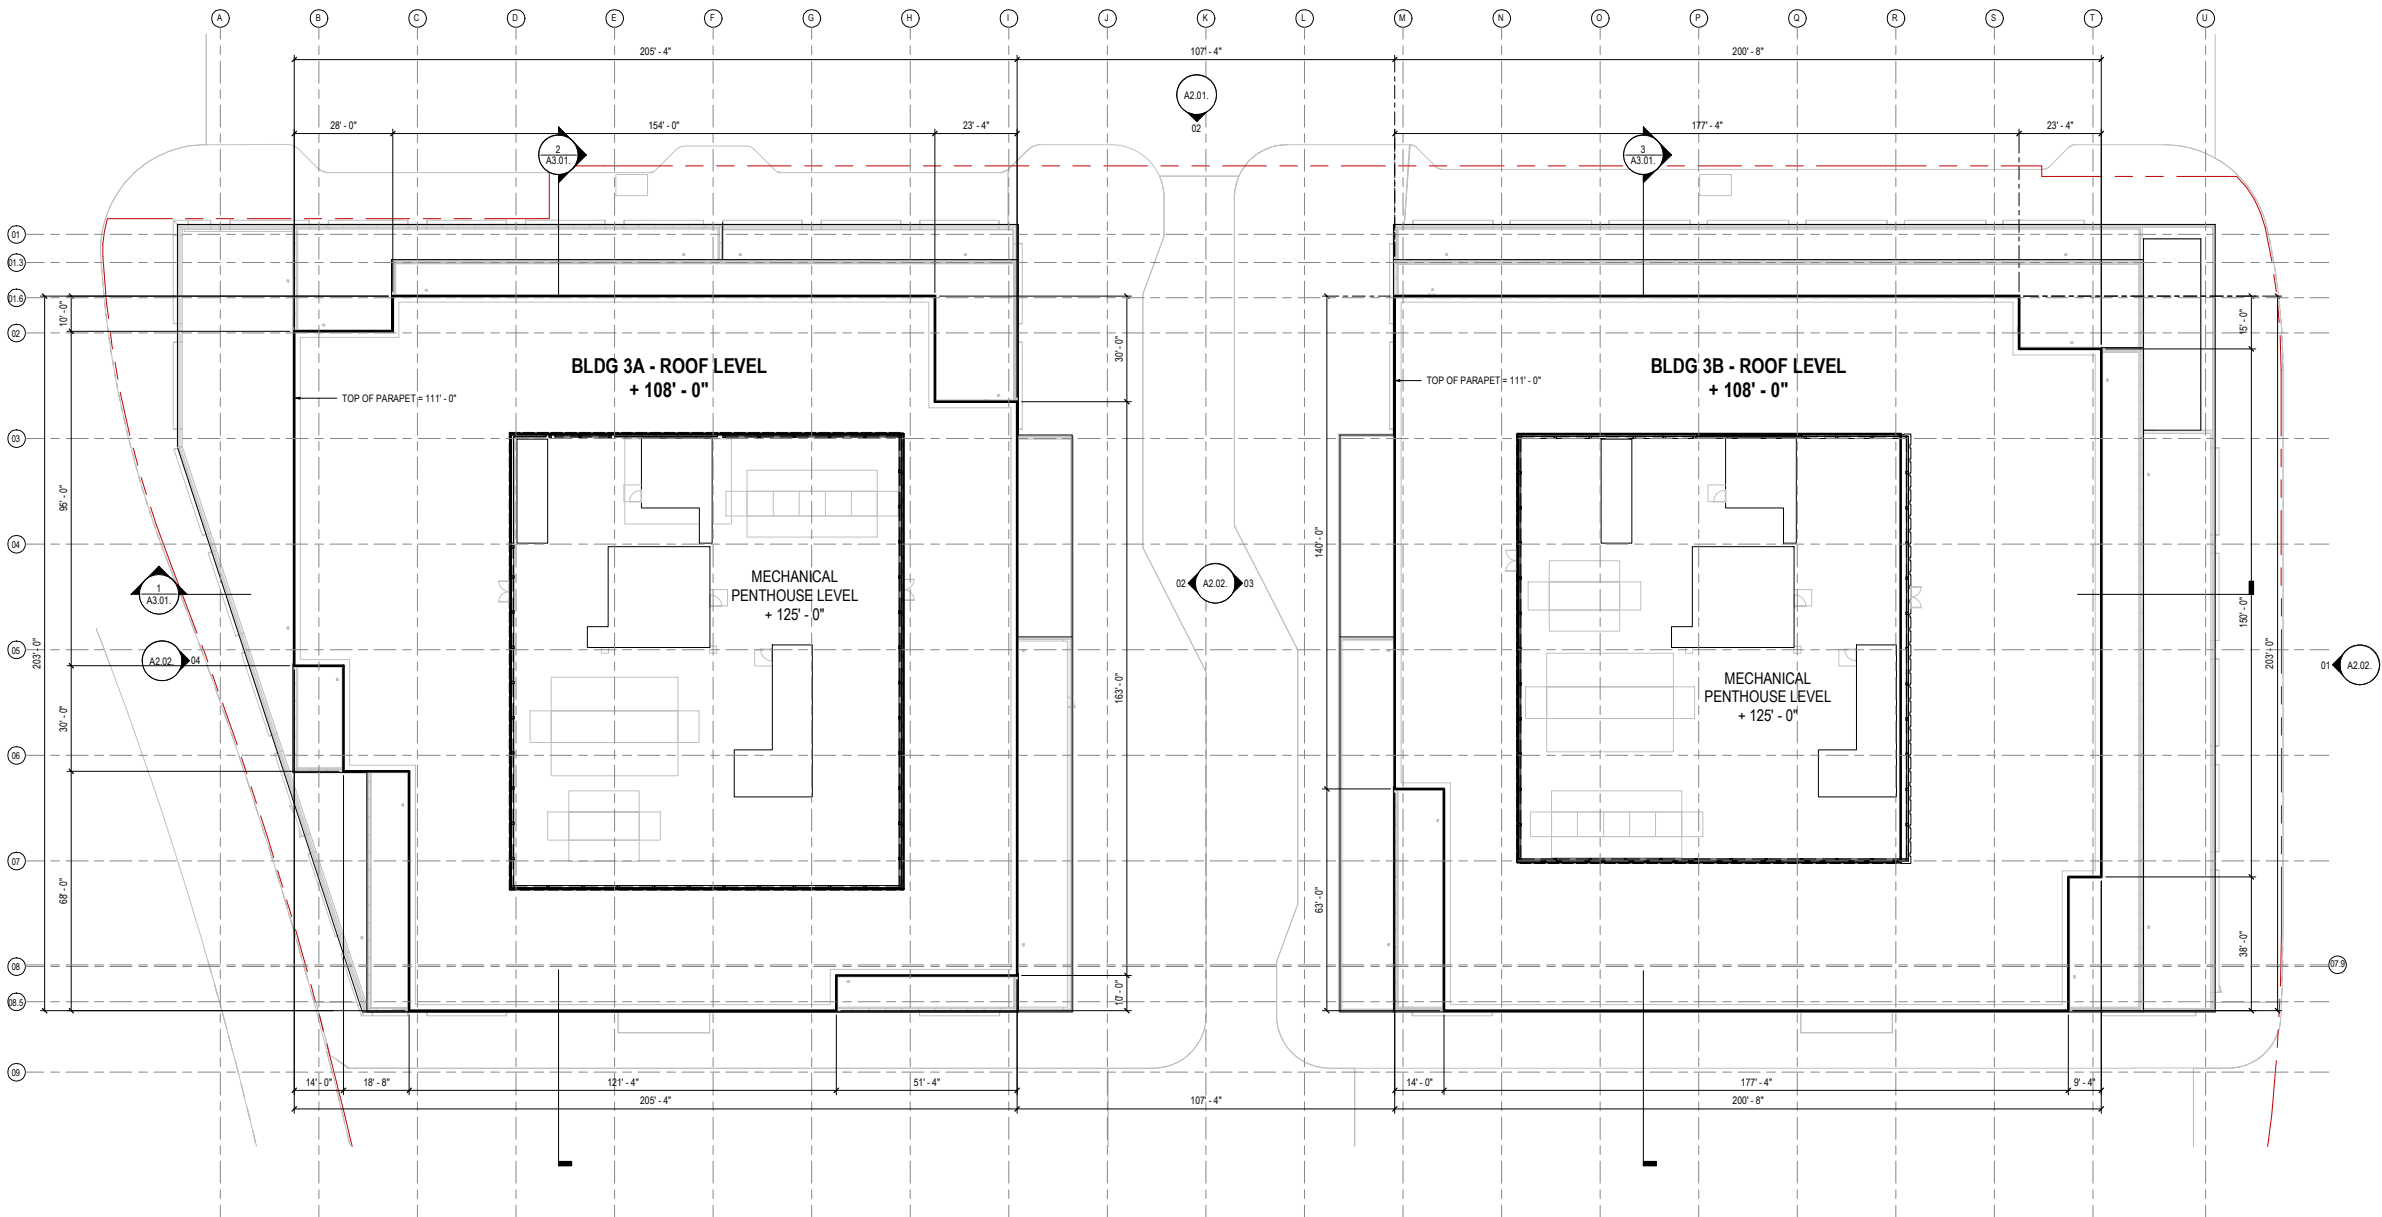 A B C D E F G H I J K L M N O P Q R S T U
205' - 4" 107' - 4" 200' - 8"
A2.01.
02
28' - 0" 154' - 0" 23' - 4" 177' - 4" 23' - 4"
2
A3.01.
3
A3.01.
01
01.3
01.6
02
03
04
05
06
07
08
08.5
09
07.9
10' - 0"
95' - 0"
30' - 0"
68' - 0"
203' - 0"
BLDG 3A - ROOF LEVEL
+ 108' - 0"
TOP OF PARAPET = 111' - 0"
MECHANICAL
PENTHOUSE LEVEL
+ 125' - 0"
1
A3.01.
A2.02. 04
30' - 0"
163' - 0"
10' - 0"
02 A2.02. 03
BLDG 3B - ROOF LEVEL
+ 108' - 0"
TOP OF PARAPET = 111' - 0"
MECHANICAL
PENTHOUSE LEVEL
+ 125' - 0"
140' - 0"
63' - 0"
15' - 0"
150' - 0"
38' - 0"
203' - 0"
01 A2.02.
14' - 0" 18' - 8" 121' - 4" 51' - 4" 14' - 0" 177' - 4" 9' - 4"
205' - 4" 107' - 4" 200' - 8"